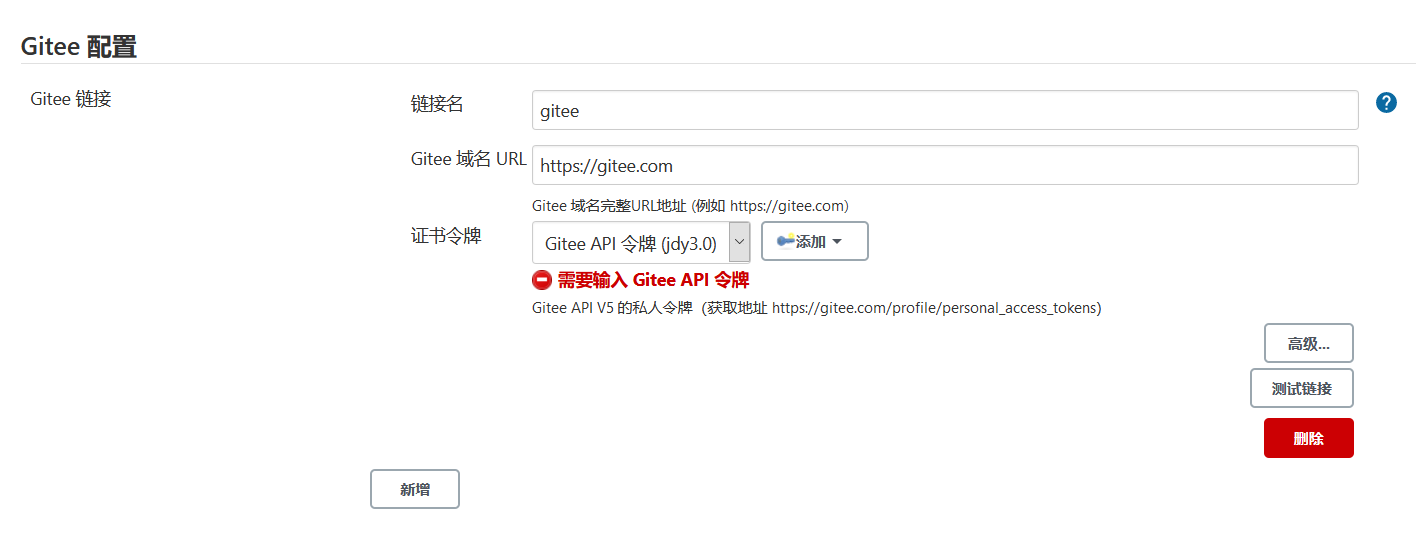 Gitee 配置
Gitee 链接
链接名
gitee
?
Gitee 域名 URL
https://gitee.com
Gitee 域名完整URL地址 (例如 https://gitee.com)
证书令牌
Gitee API 令牌 (jdy3.0)
添加
需要输入 Gitee API 令牌
Gitee API V5 的私人令牌（获取地址 https://gitee.com/profile/personal_access_tokens）
高级...
测试链接
删除
新增